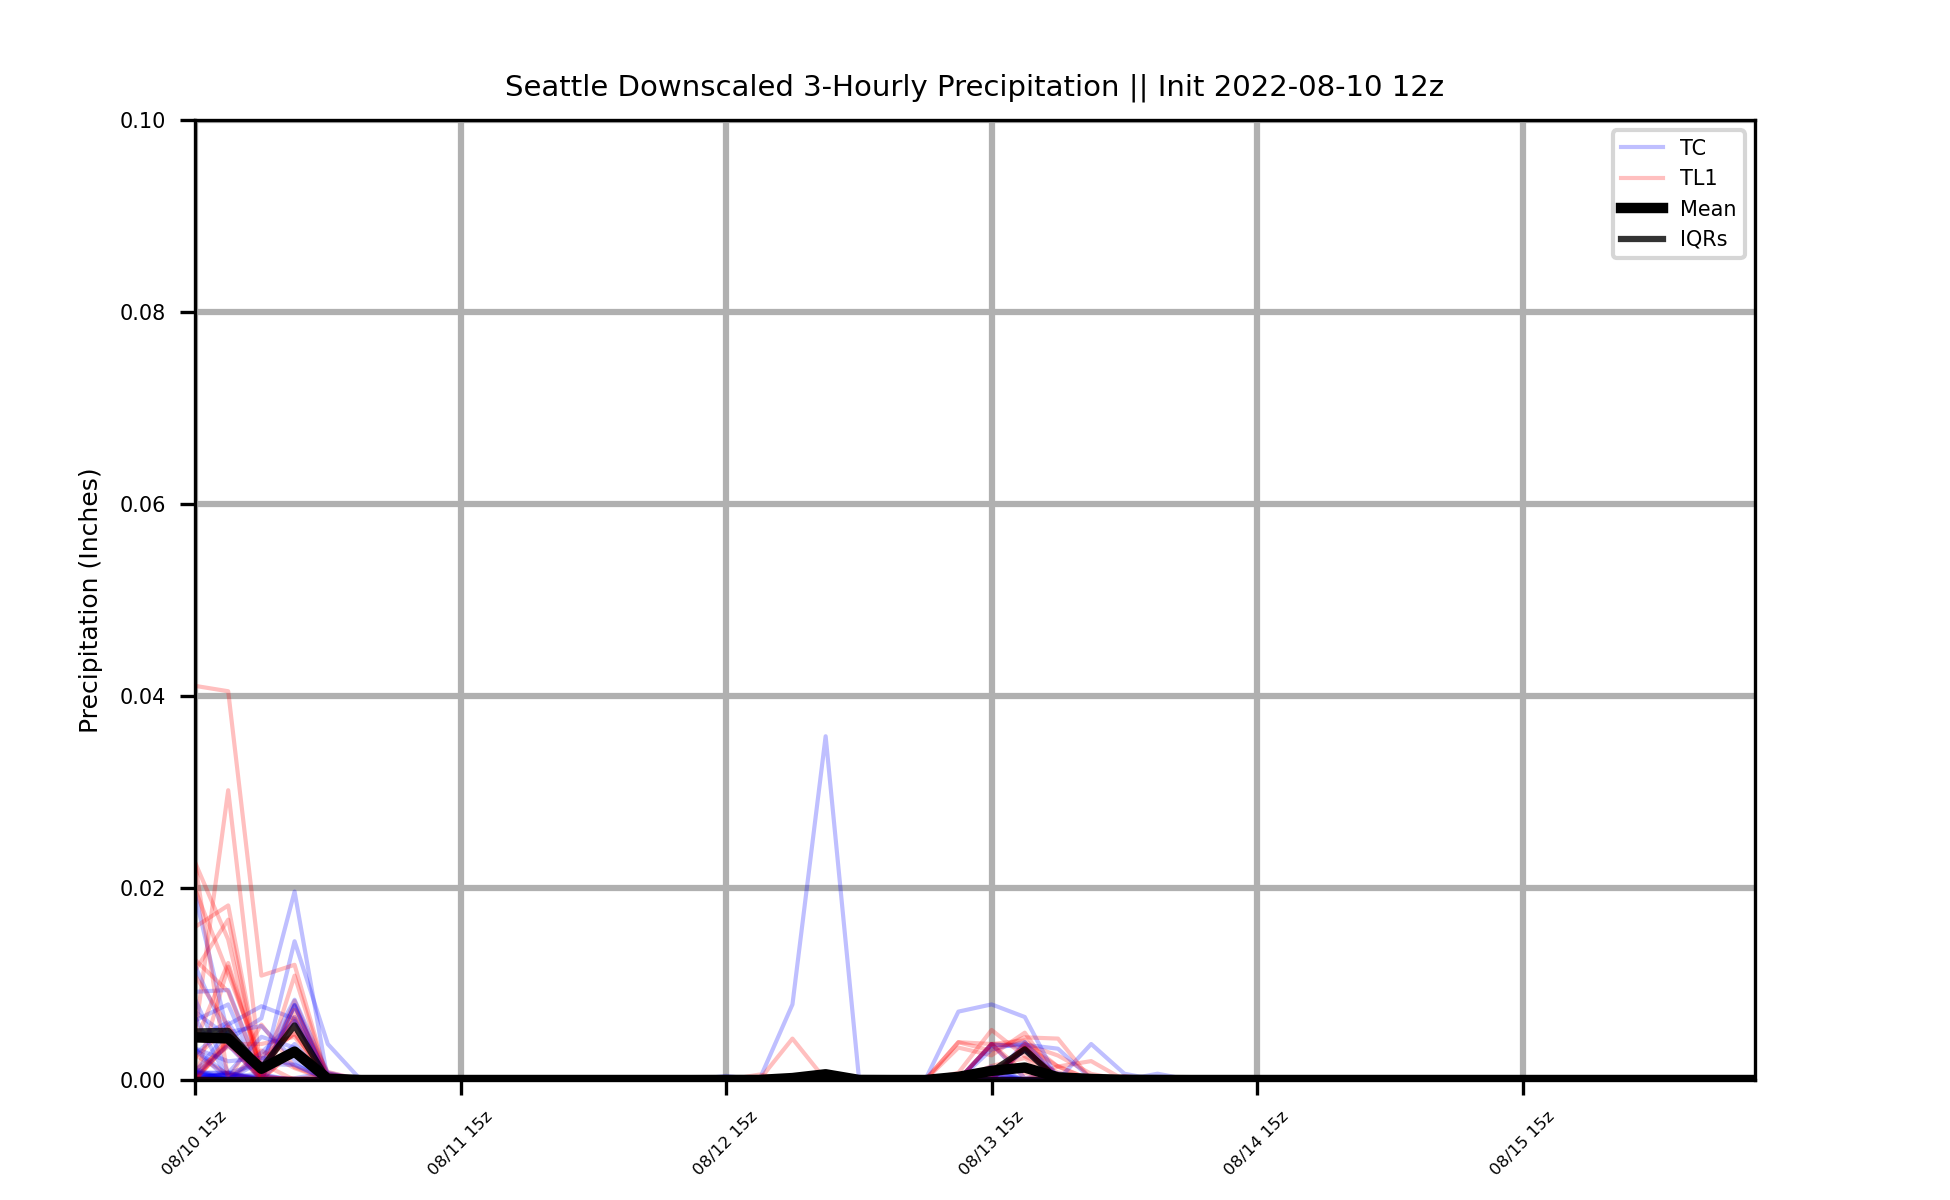 Seattle Downscaled 3-Hourly Precipitation || Init 2022-08-10 12z
0.10
0.08
0.06
0.04
0.02
0.00
Precipitation (Inches)
TC
TL1
Mean
IQRs
08/10 15z
08/11 15z
08/12 15z
08/13 15z
08/14 15z
08/15 15z